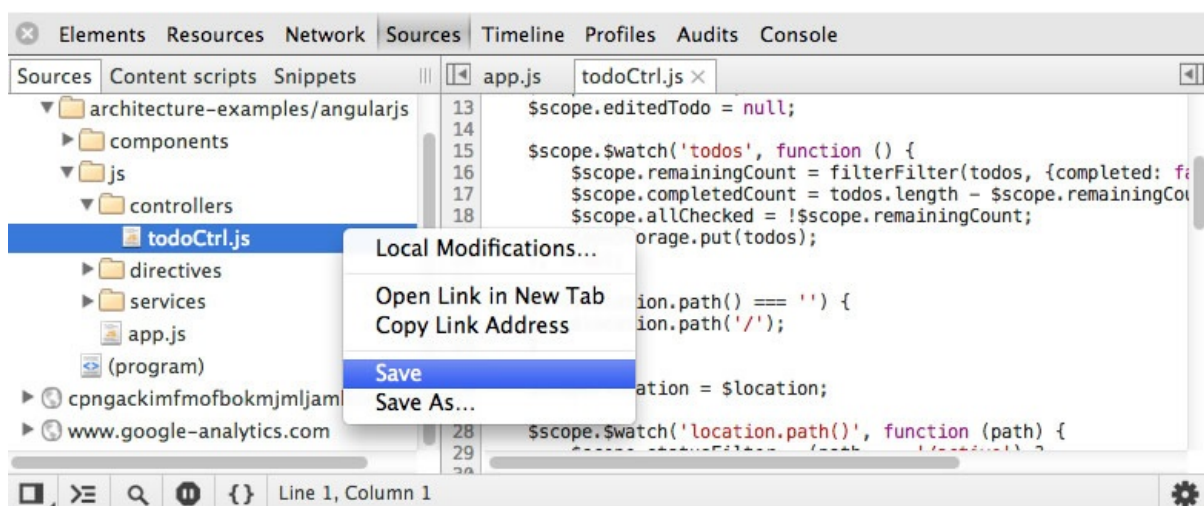 Elements Resources Network Sources Timeline Profiles Audits Console
Sources Content scripts Snippets
app.js todoCtrl.js ×
architecture-examples/angularjs
components
js
controllers
todoCtrl.js
directives
services
app.js
(program)
cpngackimfmofbokmjmljaml
www.google-analytics.com
Local Modifications...
Open Link in New Tab
Copy Link Address
Save
Save As...
13 $scope.editedTodo = null;
14
15 $scope.$watch('todos', function () {
16 $scope.remainingCount = filterFilter(todos, {completed:
17 $scope.completedCount = todos.length - $scope.remainingCou
18 $scope.allChecked = !$scope.remainingCount;
orage.put(todos);
ion.path() === '') {
ion.path('/');
ation = $location;
28 $scope.$watch('location.path()', function (path) {
29
{} Line 1, Column 1